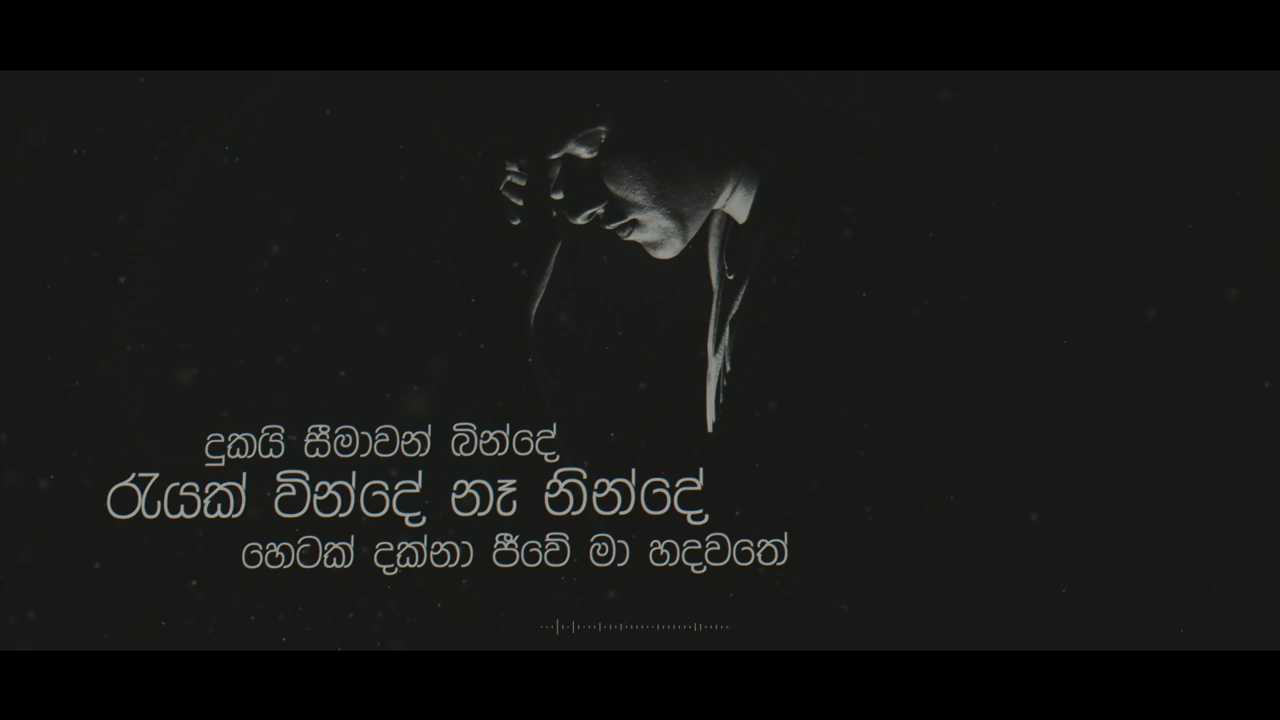 දුකයි සීමාවන් බින්දේ
රැයක් වින්දේ නෑ නින්දේ
හෙටක් දක්නා ජීවේ මා හදවතේ